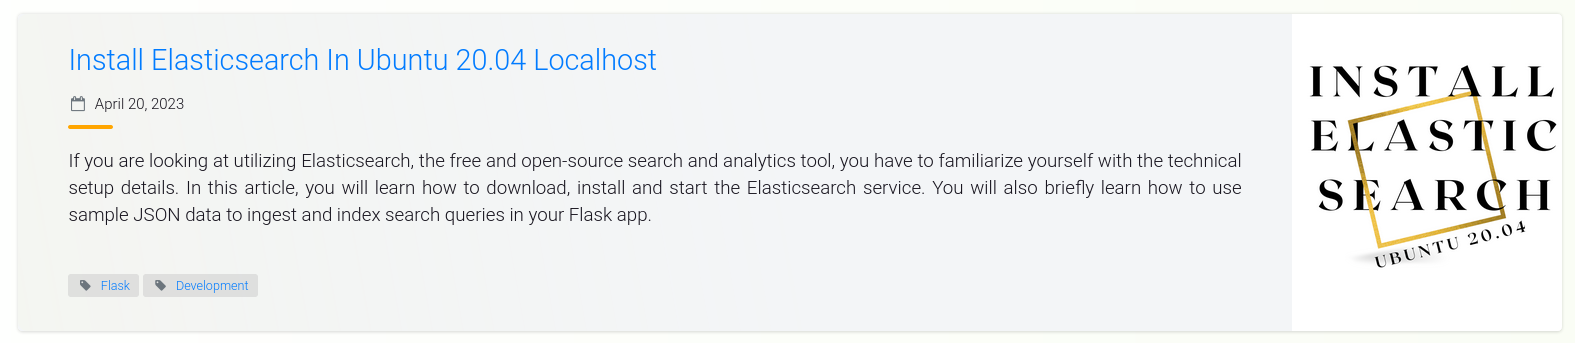 Install Elasticsearch In Ubuntu 20.04 Localhost
April 20, 2023
If you are looking at utilizing Elasticsearch, the free and open-source search and analytics tool, you have to familiarize yourself with the technical
setup details. In this article, you will learn how to download, install and start the Elasticsearch service. You will also briefly learn how to use
sample JSON data to ingest and index search queries in your Flask app.
Flask
Development
INSTALL
ELASTIC
SEARCH
UBUNTU 20.04